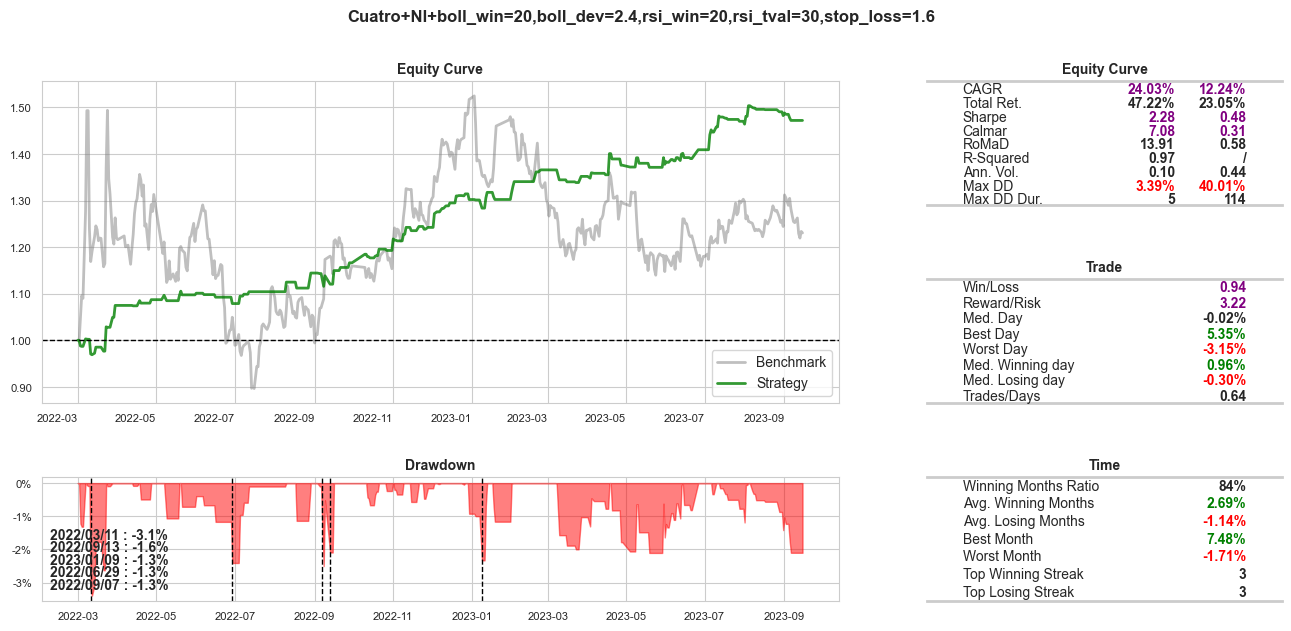 Cuatro+NI+boll_win=20,boll_dev=2.4,rsi_win=20,rsi_tval=30,stop_loss=1.6
Equity Curve
1.50
1.40
1.30
1.20
1.10
1.00
0.90
Benchmark
Strategy
2022-03 2022-05 2022-07 2022-09 2022-11 2023-01 2023-03 2023-05 2023-07 2023-09
Equity Curve
CAGR 24.03% 12.24%
Total Ret. 47.22% 23.05%
Sharpe 2.28 0.48
Calmar 7.08 0.31
RoMaD 13.91 0.58
R-Squared 0.97 /
Ann. Vol. 0.10 0.44
Max DD 3.39% 40.01%
Max DD Dur. 5 114
Trade
Win/Loss 0.94
Reward/Risk 3.22
Med. Day -0.02%
Best Day 5.35%
Worst Day -3.15%
Med. Winning day 0.96%
Med. Losing day -0.30%
Trades/Days 0.64
Drawdown
0%
-1%
-2%
-3%
2022/03/11 : -3.1%
2022/09/13 : -1.6%
2023/01/09 : -1.3%
2022/06/29 : -1.3%
2022/09/07 : -1.3%
2022-03 2022-05 2022-07 2022-09 2022-11 2023-01 2023-03 2023-05 2023-07 2023-09
Time
Winning Months Ratio 84%
Avg. Winning Months 2.69%
Avg. Losing Months -1.14%
Best Month 7.48%
Worst Month -1.71%
Top Winning Streak 3
Top Losing Streak 3